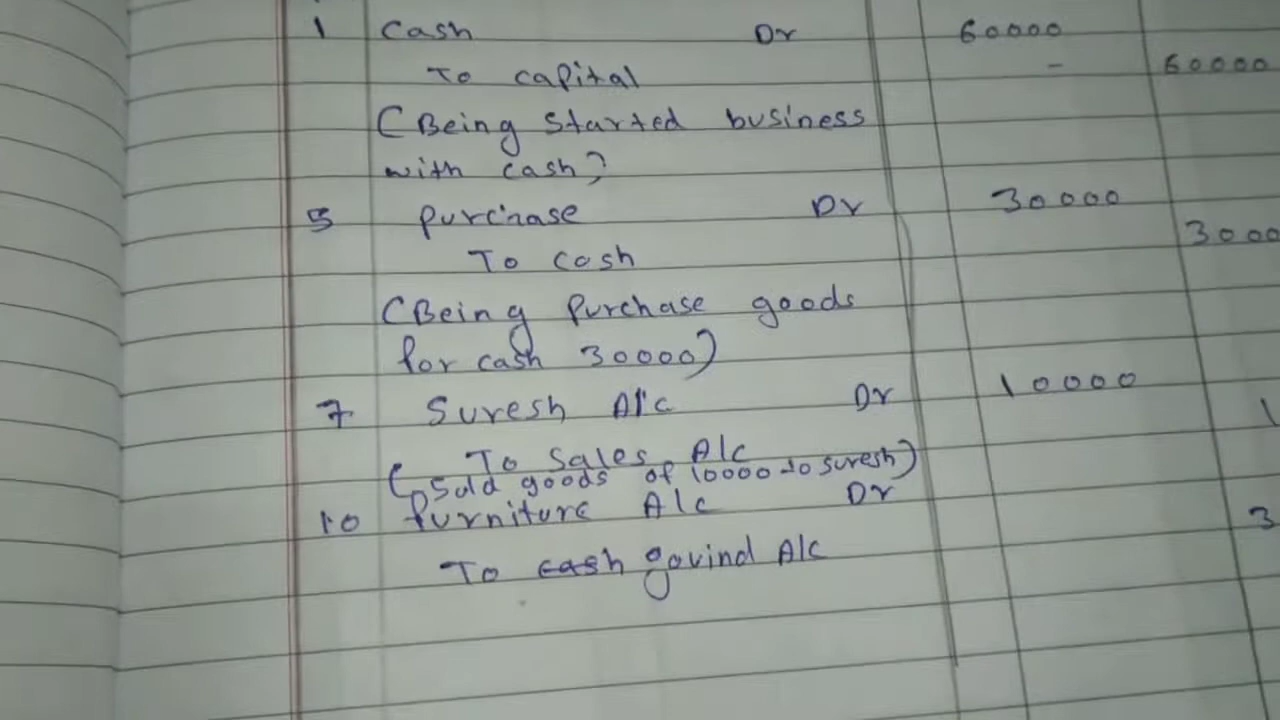 1 Cash Dr 60000
To capital - 60000
(Being Started business
with cash)
5 purchase Dr 30000
To cash 3000
(Being Purchase goods
for cash 30000)
7 Suresh A/c Dr 10000
To Sales A/c 1
(Sold goods of 10000 to suresh)
10 furniture A/c Dr
To cash govind A/c 3